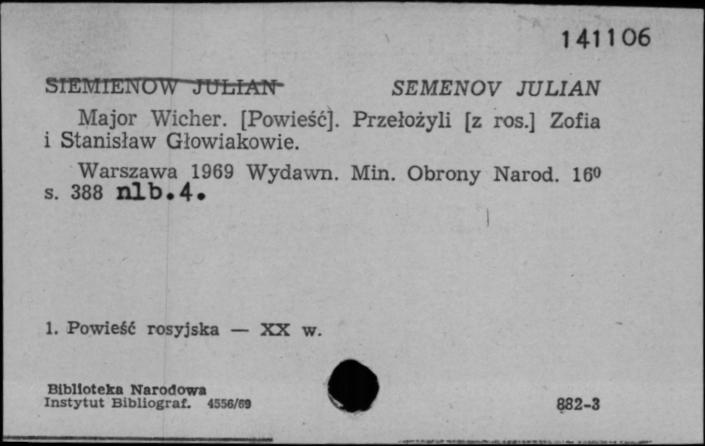 141106
SIEMIENOW JULIAN SEMENOV JULIAN
Major Wicher. [Powieść]. Przełożyli [z ros.] Zofia
i Stanisław Głowiakowie.
Warszawa 1969 Wydawn. Min. Obrony Narod. 16⁰
s. 388 nlb.4.
1. Powieść rosyjska — XX w.
Biblioteka Narodowa
Instytut Bibliograf. 4556/69
882-3